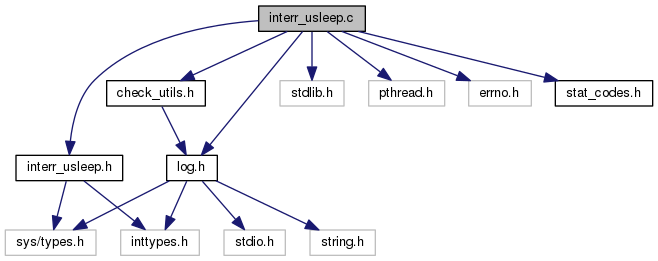 interr_usleep.c
check_utils.h
stdlib.h
pthread.h
errno.h
stat_codes.h
interr_usleep.h
log.h
sys/types.h
inttypes.h
stdio.h
string.h